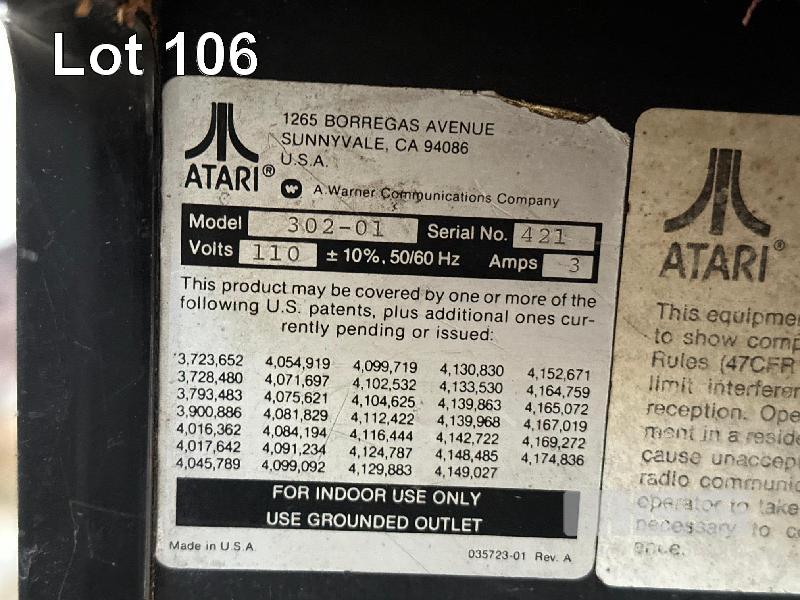 Lot 106
1265 BORREGAS AVENUE
SUNNYVALE, CA 94086
U.S.A.
ATARI®
A Warner Communications Company
Model 302-01 Serial No. 421
Volts 110 ± 10%, 50/60 Hz Amps 3
This product may be covered by one or more of the
following U.S. patents, plus additional ones cur-
rently pending or issued:
3,723,652 4,054,919 4,099,719 4,130,830 4,152,671
3,728,480 4,071,697 4,102,532 4,133,530 4,164,759
3,793,483 4,075,621 4,104,625 4,139,863 4,165,072
3,900,886 4,081,829 4,112,422 4,139,968 4,167,019
4,016,362 4,084,194 4,116,444 4,142,722 4,169,272
4,017,642 4,091,234 4,124,787 4,148,485 4,174,836
4,045,789 4,099,092 4,129,883 4,149,027
FOR INDOOR USE ONLY
USE GROUNDED OUTLET
Made in U.S.A.
035723-01 Rev. A
ATARI®
This equipme
to show comp
Rules (47CFR
limit interferen
reception. Ope
ment in a reside
cause unaccep
radio communic
operator to take
necessary to co
ence.